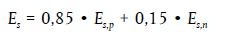 Es = 0,85 • Es,p + 0,15 • Es,n